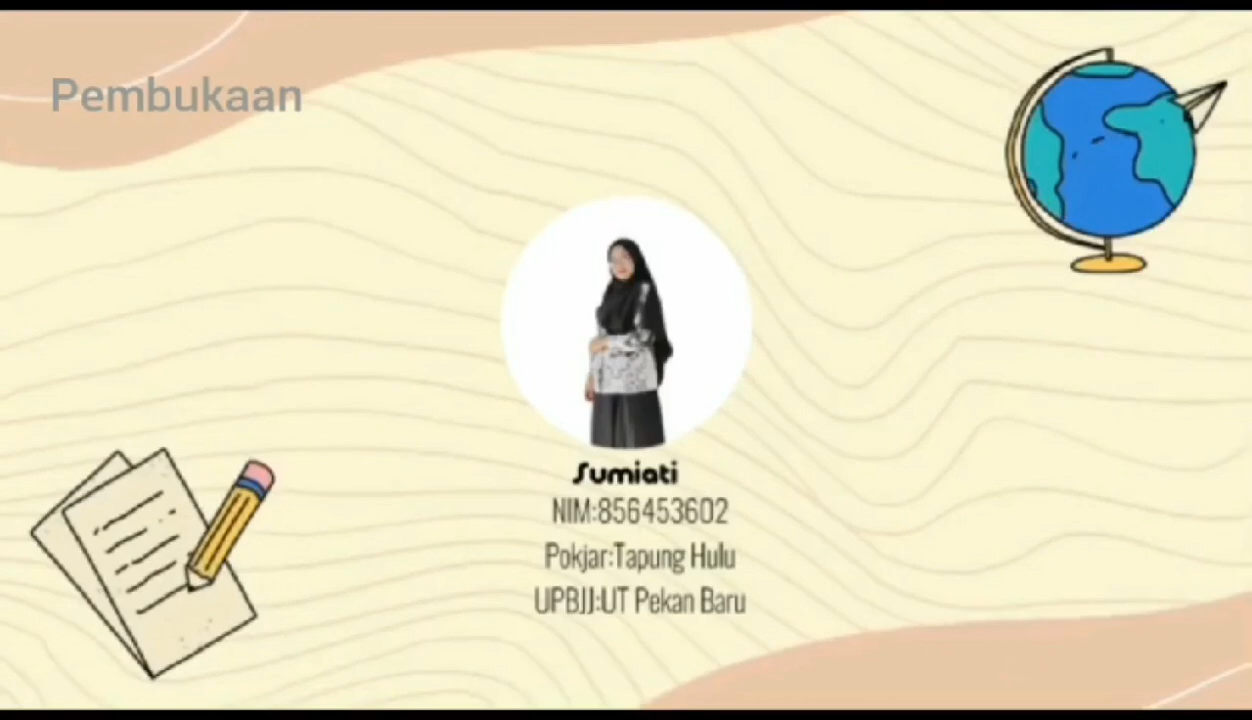 Pembukaan
Sumiati
NIM:856453602
Pokjar:Tapung Hulu
UPBJJ:UT Pekan Baru